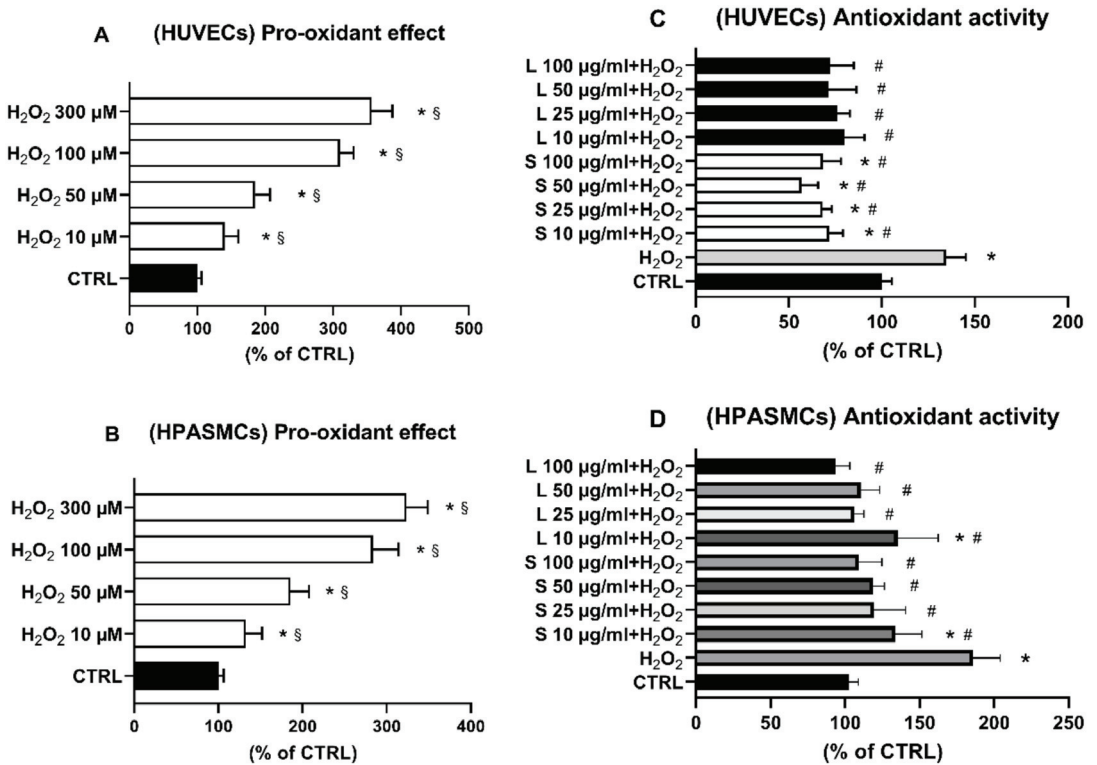 A (HUVECs) Pro-oxidant effect
H₂O₂ 300 µM * §
H₂O₂ 100 µM * §
H₂O₂ 50 µM * §
H₂O₂ 10 µM * §
CTRL
0 100 200 300 400 500
(% of CTRL)
B (HPASMCs) Pro-oxidant effect
H₂O₂ 300 µM * §
H₂O₂ 100 µM * §
H₂O₂ 50 µM * §
H₂O₂ 10 µM * §
CTRL
0 100 200 300 400
(% of CTRL)
C (HUVECs) Antioxidant activity
L 100 µg/ml+H₂O₂ #
L 50 µg/ml+H₂O₂ #
L 25 µg/ml+H₂O₂ #
L 10 µg/ml+H₂O₂ #
S 100 µg/ml+H₂O₂ * #
S 50 µg/ml+H₂O₂ * #
S 25 µg/ml+H₂O₂ * #
S 10 µg/ml+H₂O₂ * #
H₂O₂ *
CTRL
0 50 100 150 200
(% of CTRL)
D (HPASMCs) Antioxidant activity
L 100 µg/ml+H₂O₂ #
L 50 µg/ml+H₂O₂ #
L 25 µg/ml+H₂O₂ #
L 10 µg/ml+H₂O₂ * #
S 100 µg/ml+H₂O₂ #
S 50 µg/ml+H₂O₂ #
S 25 µg/ml+H₂O₂ #
S 10 µg/ml+H₂O₂ * #
H₂O₂ *
CTRL
0 50 100 150 200 250
(% of CTRL)